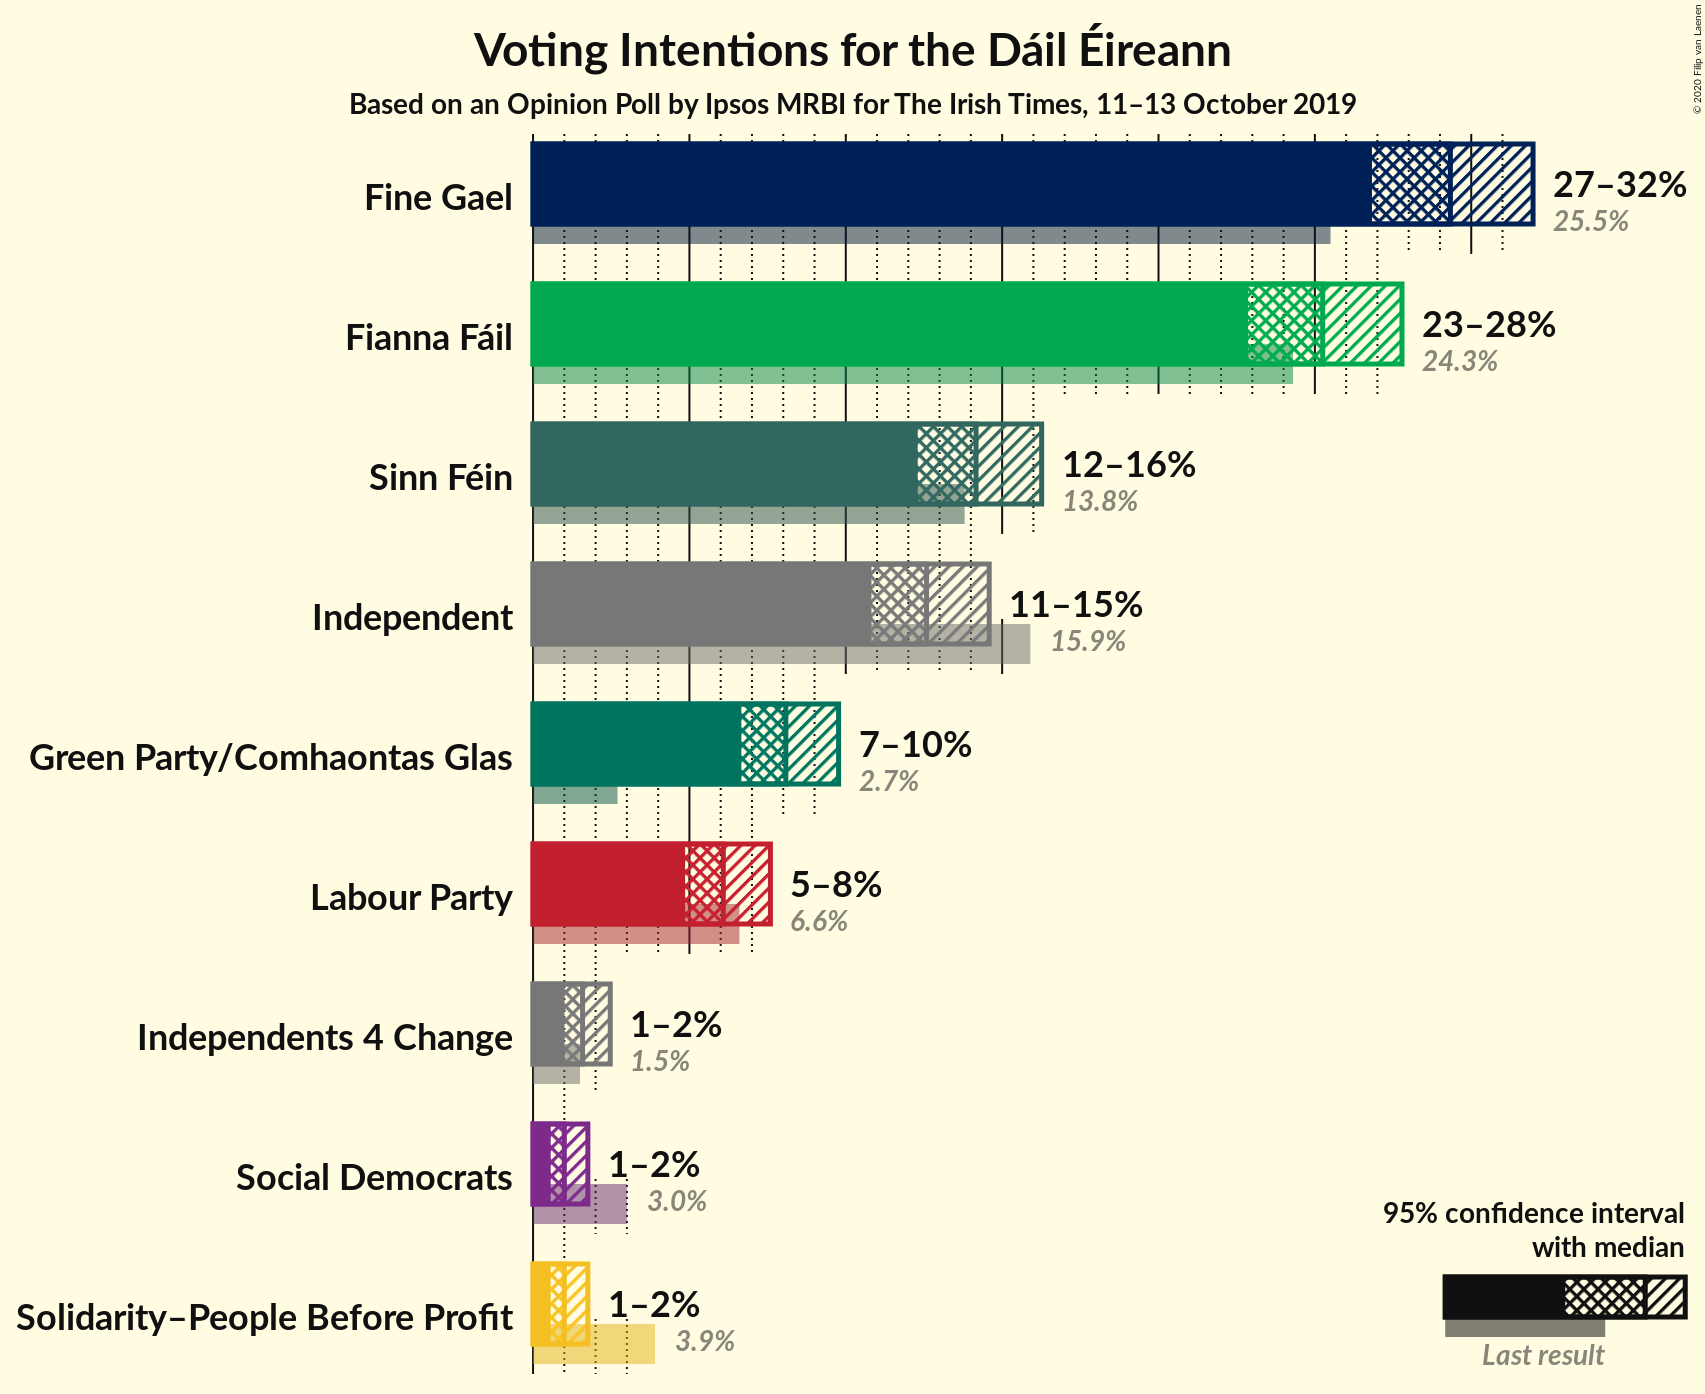 Voting Intentions for the Dáil Éireann
Based on an Opinion Poll by Ipsos MRBI for The Irish Times, 11–13 October 2019
© 2020 Filip van Laenen
Fine Gael
27–32%
25.5%
Fianna Fáil
23–28%
24.3%
Sinn Féin
12–16%
13.8%
Independent
11–15%
15.9%
Green Party/Comhaontas Glas
7–10%
2.7%
Labour Party
5–8%
6.6%
Independents 4 Change
1–2%
1.5%
Social Democrats
1–2%
3.0%
Solidarity–People Before Profit
1–2%
3.9%
95% confidence interval
with median
Last result